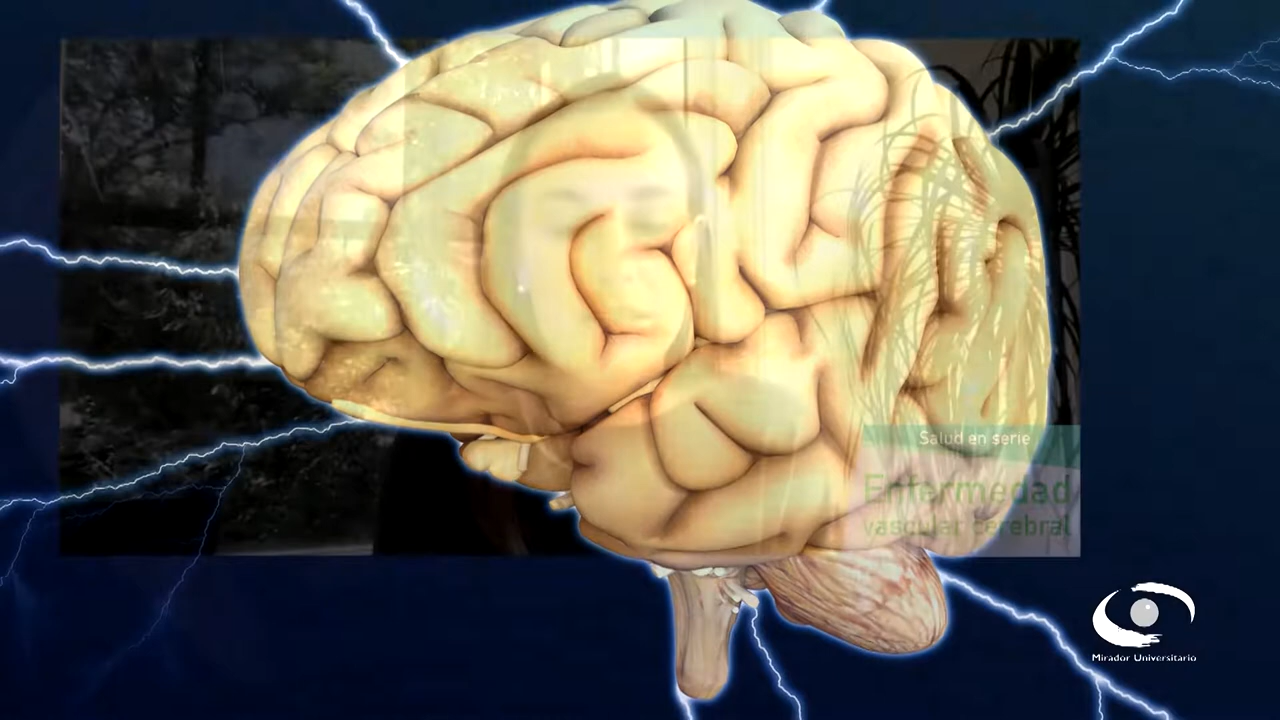 Salud en serie
Enfermedad
vascular cerebral
Mirador Universitario